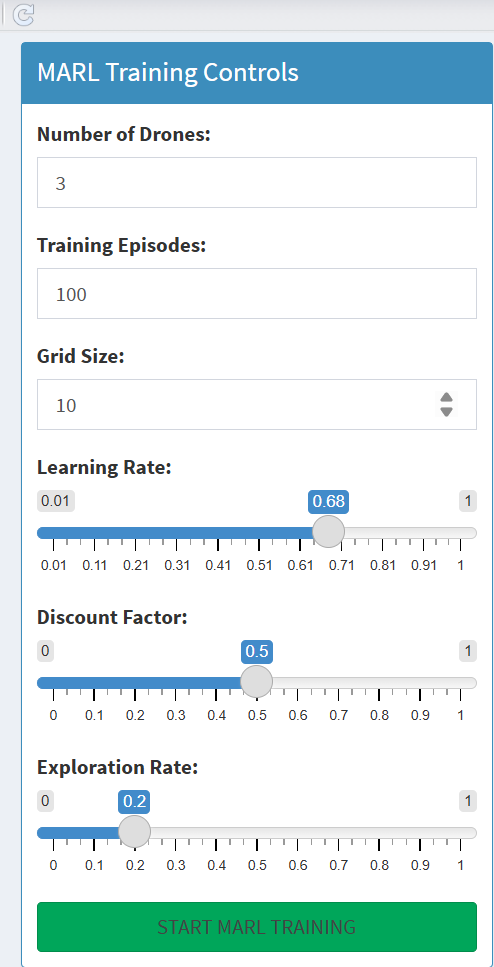 MARL Training Controls
Number of Drones:
3
Training Episodes:
100
Grid Size:
10
Learning Rate:
0.01 0.68 1
0.01 0.11 0.21 0.31 0.41 0.51 0.61 0.71 0.81 0.91 1
Discount Factor:
0 0.5 1
0 0.1 0.2 0.3 0.4 0.5 0.6 0.7 0.8 0.9 1
Exploration Rate:
0 0.2 1
0 0.1 0.2 0.3 0.4 0.5 0.6 0.7 0.8 0.9 1
START MARL TRAINING